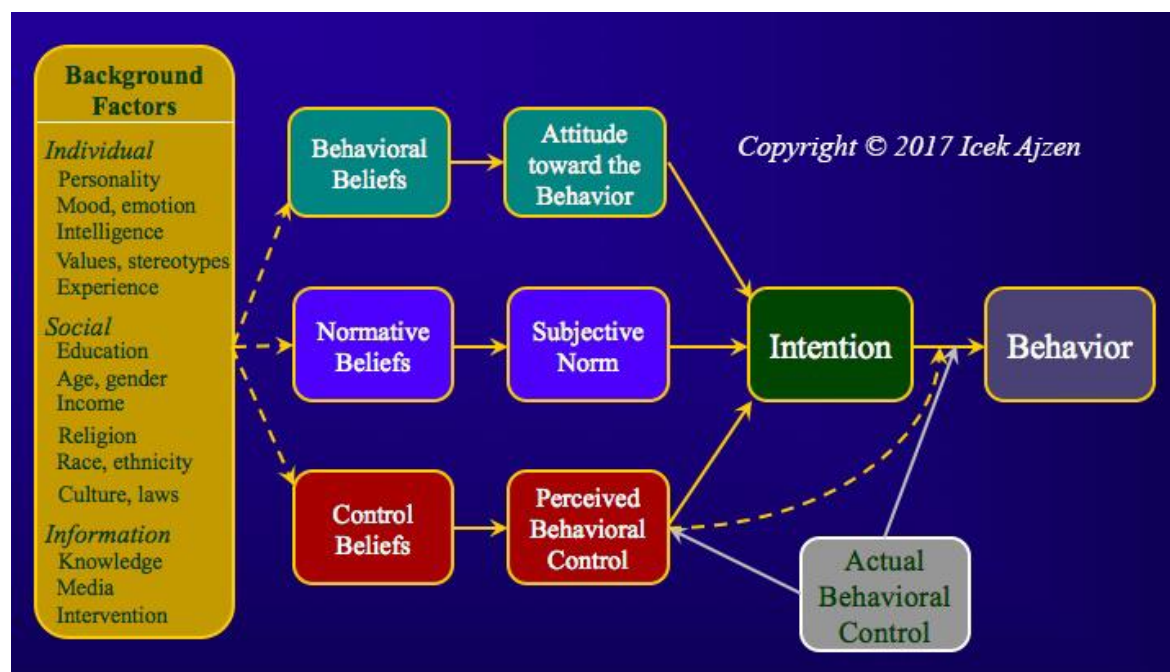 Background
Factors
Individual
Personality
Mood, emotion
Intelligence
Values, stereotypes
Experience
Social
Education
Age, gender
Income
Religion
Race, ethnicity
Culture, laws
Information
Knowledge
Media
Intervention
Behavioral
Beliefs
Attitude
toward the
Behavior
Copyright © 2017 Icek Ajzen
Normative
Beliefs
Subjective
Norm
Intention
Behavior
Control
Beliefs
Perceived
Behavioral
Control
Actual
Behavioral
Control